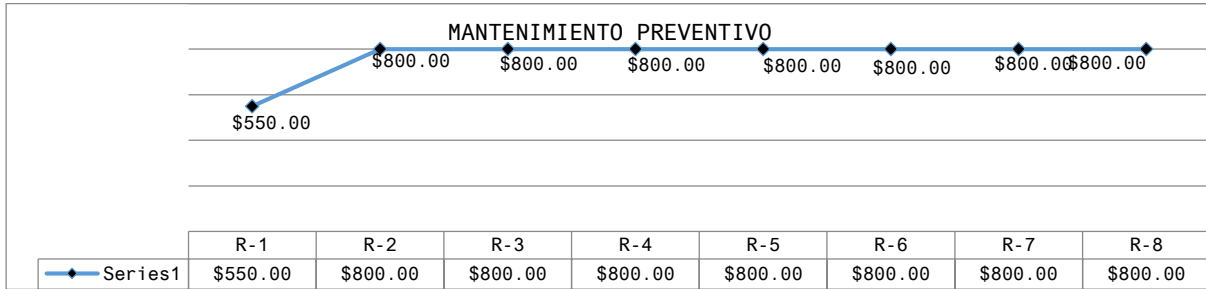 MANTENIMIENTO PREVENTIVO
$800.00 $800.00 $800.00 $800.00 $800.00 $800.00 $800.00
$550.00
R-1 R-2 R-3 R-4 R-5 R-6 R-7 R-8
Series1 $550.00 $800.00 $800.00 $800.00 $800.00 $800.00 $800.00 $800.00